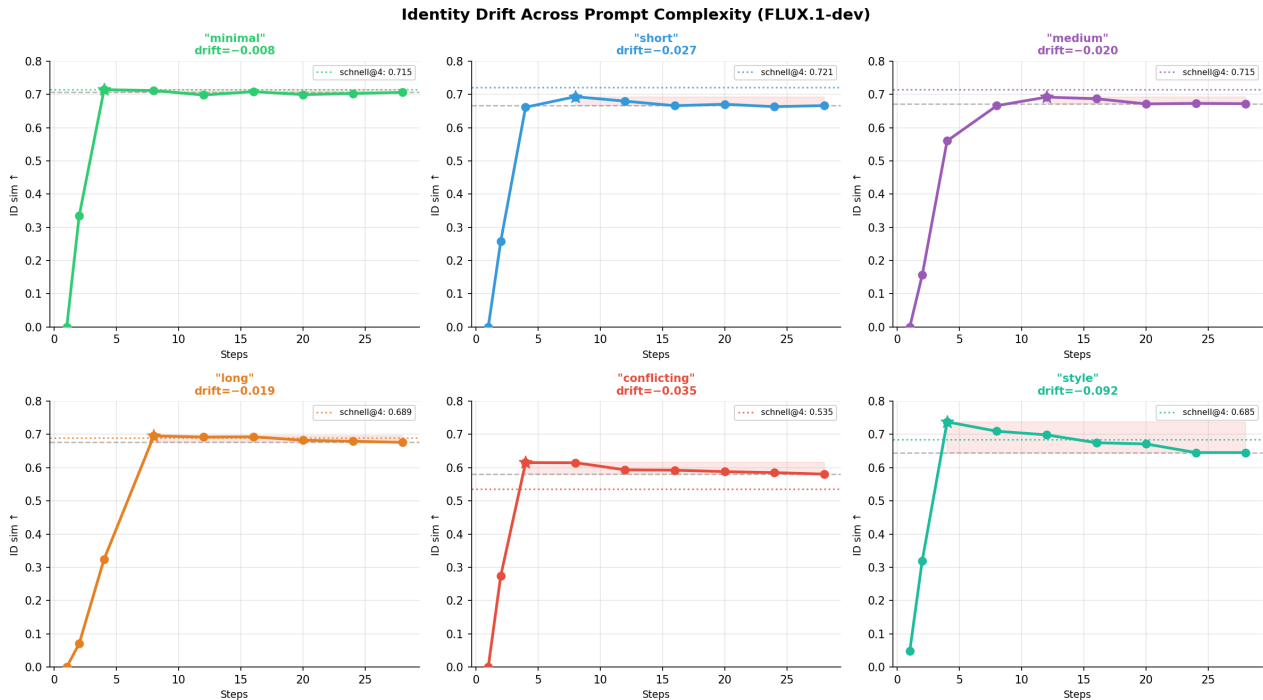 Identity Drift Across Prompt Complexity (FLUX.1-dev)
"minimal"
drift=−0.008
schnell@4: 0.715
ID sim ↑
0.8
0.7
0.6
0.5
0.4
0.3
0.2
0.1
0.0
0 5 10 15 20 25
Steps
"short"
drift=−0.027
schnell@4: 0.721
ID sim ↑
0.8
0.7
0.6
0.5
0.4
0.3
0.2
0.1
0.0
0 5 10 15 20 25
Steps
"medium"
drift=−0.020
schnell@4: 0.715
ID sim ↑
0.8
0.7
0.6
0.5
0.4
0.3
0.2
0.1
0.0
0 5 10 15 20 25
Steps
"long"
drift=−0.019
schnell@4: 0.689
ID sim ↑
0.8
0.7
0.6
0.5
0.4
0.3
0.2
0.1
0.0
0 5 10 15 20 25
Steps
"conflicting"
drift=−0.035
schnell@4: 0.535
ID sim ↑
0.8
0.7
0.6
0.5
0.4
0.3
0.2
0.1
0.0
0 5 10 15 20 25
Steps
"style"
drift=−0.092
schnell@4: 0.685
ID sim ↑
0.8
0.7
0.6
0.5
0.4
0.3
0.2
0.1
0.0
0 5 10 15 20 25
Steps